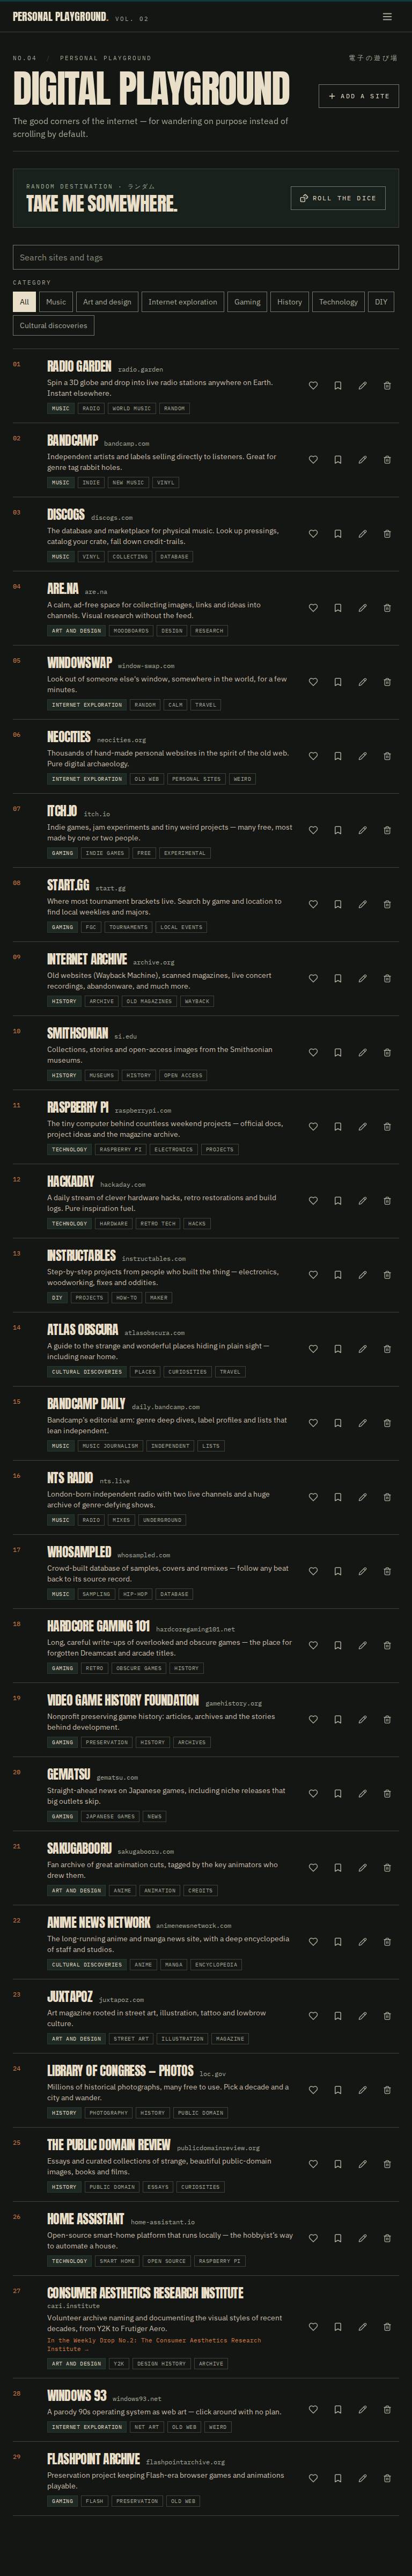 PERSONAL PLAYGROUND. VOL. 02
NO.04 / PERSONAL PLAYGROUND 電子の遊び場
DIGITAL PLAYGROUND
+ ADD A SITE
The good corners of the internet — for wandering on purpose instead of
scrolling by default.
RANDOM DESTINATION · ランダム
TAKE ME SOMEWHERE.
ROLL THE DICE
Search sites and tags
CATEGORY
All Music Art and design Internet exploration Gaming History Technology DIY
Cultural discoveries
01 RADIO GARDEN radio.garden
Spin a 3D globe and drop into live radio stations anywhere on Earth.
Instant elsewhere.
MUSIC RADIO WORLD MUSIC RANDOM
02 BANDCAMP bandcamp.com
Independent artists and labels selling directly to listeners. Great for
genre tag rabbit holes.
MUSIC INDIE NEW MUSIC VINYL
03 DISCOGS discogs.com
The database and marketplace for physical music. Look up pressings,
catalog your crate, fall down credit-trails.
MUSIC VINYL COLLECTING DATABASE
04 ARE.NA are.na
A calm, ad-free space for collecting images, links and ideas into
channels. Visual research without the feed.
ART AND DESIGN MOODBOARDS DESIGN RESEARCH
05 WINDOWSWAP window-swap.com
Look out of someone else's window, somewhere in the world, for a few
minutes.
INTERNET EXPLORATION RANDOM CALM TRAVEL
06 NEOCITIES neocities.org
Thousands of hand-made personal websites in the spirit of the old web.
Pure digital archaeology.
INTERNET EXPLORATION OLD WEB PERSONAL SITES WEIRD
07 ITCH.IO itch.io
Indie games, jam experiments and tiny weird projects — many free, most
made by one or two people.
GAMING INDIE GAMES FREE EXPERIMENTAL
08 START.GG start.gg
Where most tournament brackets live. Search by game and location to
find local weeklies and majors.
GAMING FGC TOURNAMENTS LOCAL EVENTS
09 INTERNET ARCHIVE archive.org
Old websites (Wayback Machine), scanned magazines, live concert
recordings, abandonware, and much more.
HISTORY ARCHIVE OLD MAGAZINES WAYBACK
10 SMITHSONIAN si.edu
Collections, stories and open-access images from the Smithsonian
museums.
HISTORY MUSEUMS HISTORY OPEN ACCESS
11 RASPBERRY PI raspberrypi.com
The tiny computer behind countless weekend projects — official docs,
project ideas and the magazine archive.
TECHNOLOGY RASPBERRY PI ELECTRONICS PROJECTS
12 HACKADAY hackaday.com
A daily stream of clever hardware hacks, retro restorations and build
logs. Pure inspiration fuel.
TECHNOLOGY HARDWARE RETRO TECH HACKS
13 INSTRUCTABLES instructables.com
Step-by-step projects from people who built the thing — electronics,
woodworking, fixes and oddities.
DIY PROJECTS HOW-TO MAKER
14 ATLAS OBSCURA atlasobscura.com
A guide to the strange and wonderful places hiding in plain sight —
including near home.
CULTURAL DISCOVERIES PLACES CURIOSITIES TRAVEL
15 BANDCAMP DAILY daily.bandcamp.com
Bandcamp's editorial arm: genre deep dives, label profiles and lists that
lean independent.
MUSIC MUSIC JOURNALISM INDEPENDENT LISTS
16 NTS RADIO nts.live
London-born independent radio with two live channels and a huge
archive of genre-defying shows.
MUSIC RADIO MIXES UNDERGROUND
17 WHOSAMPLED whosampled.com
Crowd-built database of samples, covers and remixes — follow any beat
back to its source record.
MUSIC SAMPLING HIP-HOP DATABASE
18 HARDCORE GAMING 101 hardcoregaming101.net
Long, careful write-ups of overlooked and obscure games — the place for
forgotten Dreamcast and arcade titles.
GAMING RETRO OBSCURE GAMES HISTORY
19 VIDEO GAME HISTORY FOUNDATION gamehistory.org
Nonprofit preserving game history: articles, archives and the stories
behind development.
GAMING PRESERVATION HISTORY ARCHIVES
20 GEMATSU gematsu.com
Straight-ahead news on Japanese games, including niche releases that
big outlets skip.
GAMING JAPANESE GAMES NEWS
21 SAKUGABOORU sakugabooru.com
Fan archive of great animation cuts, tagged by the key animators who
drew them.
ART AND DESIGN ANIME ANIMATION CREDITS
22 ANIME NEWS NETWORK animenewsnetwork.com
The long-running anime and manga news site, with a deep encyclopedia
of staff and studios.
CULTURAL DISCOVERIES ANIME MANGA ENCYCLOPEDIA
23 JUXTAPOZ juxtapoz.com
Art magazine rooted in street art, illustration, tattoo and lowbrow
culture.
ART AND DESIGN STREET ART ILLUSTRATION MAGAZINE
24 LIBRARY OF CONGRESS — PHOTOS loc.gov
Millions of historical photographs, many free to use. Pick a decade and a
city and wander.
HISTORY PHOTOGRAPHY HISTORY PUBLIC DOMAIN
25 THE PUBLIC DOMAIN REVIEW publicdomainreview.org
Essays and curated collections of strange, beautiful public-domain
images, books and films.
HISTORY PUBLIC DOMAIN ESSAYS CURIOSITIES
26 HOME ASSISTANT home-assistant.io
Open-source smart-home platform that runs locally — the hobbyist's way
to automate a house.
TECHNOLOGY SMART HOME OPEN SOURCE RASPBERRY PI
27 CONSUMER AESTHETICS RESEARCH INSTITUTE
cari.institute
Volunteer archive naming and documenting the visual styles of recent
decades, from Y2K to Frutiger Aero.
In the Weekly Drop No.2: The Consumer Aesthetics Research
Institute →
ART AND DESIGN Y2K DESIGN HISTORY ARCHIVE
28 WINDOWS 93 windows93.net
A parody 90s operating system as web art — click around with no plan.
INTERNET EXPLORATION NET ART OLD WEB WEIRD
29 FLASHPOINT ARCHIVE flashpointarchive.org
Preservation project keeping Flash-era browser games and animations
playable.
GAMING FLASH PRESERVATION OLD WEB